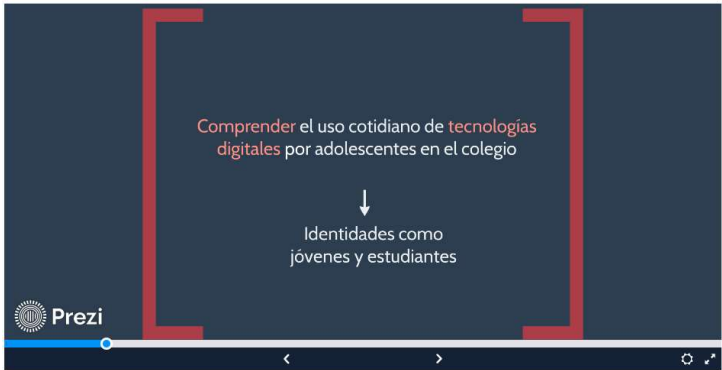 Comprender el uso cotidiano de tecnologías
digitales por adolescentes en el colegio
Identidades como
jóvenes y estudiantes
Prezi